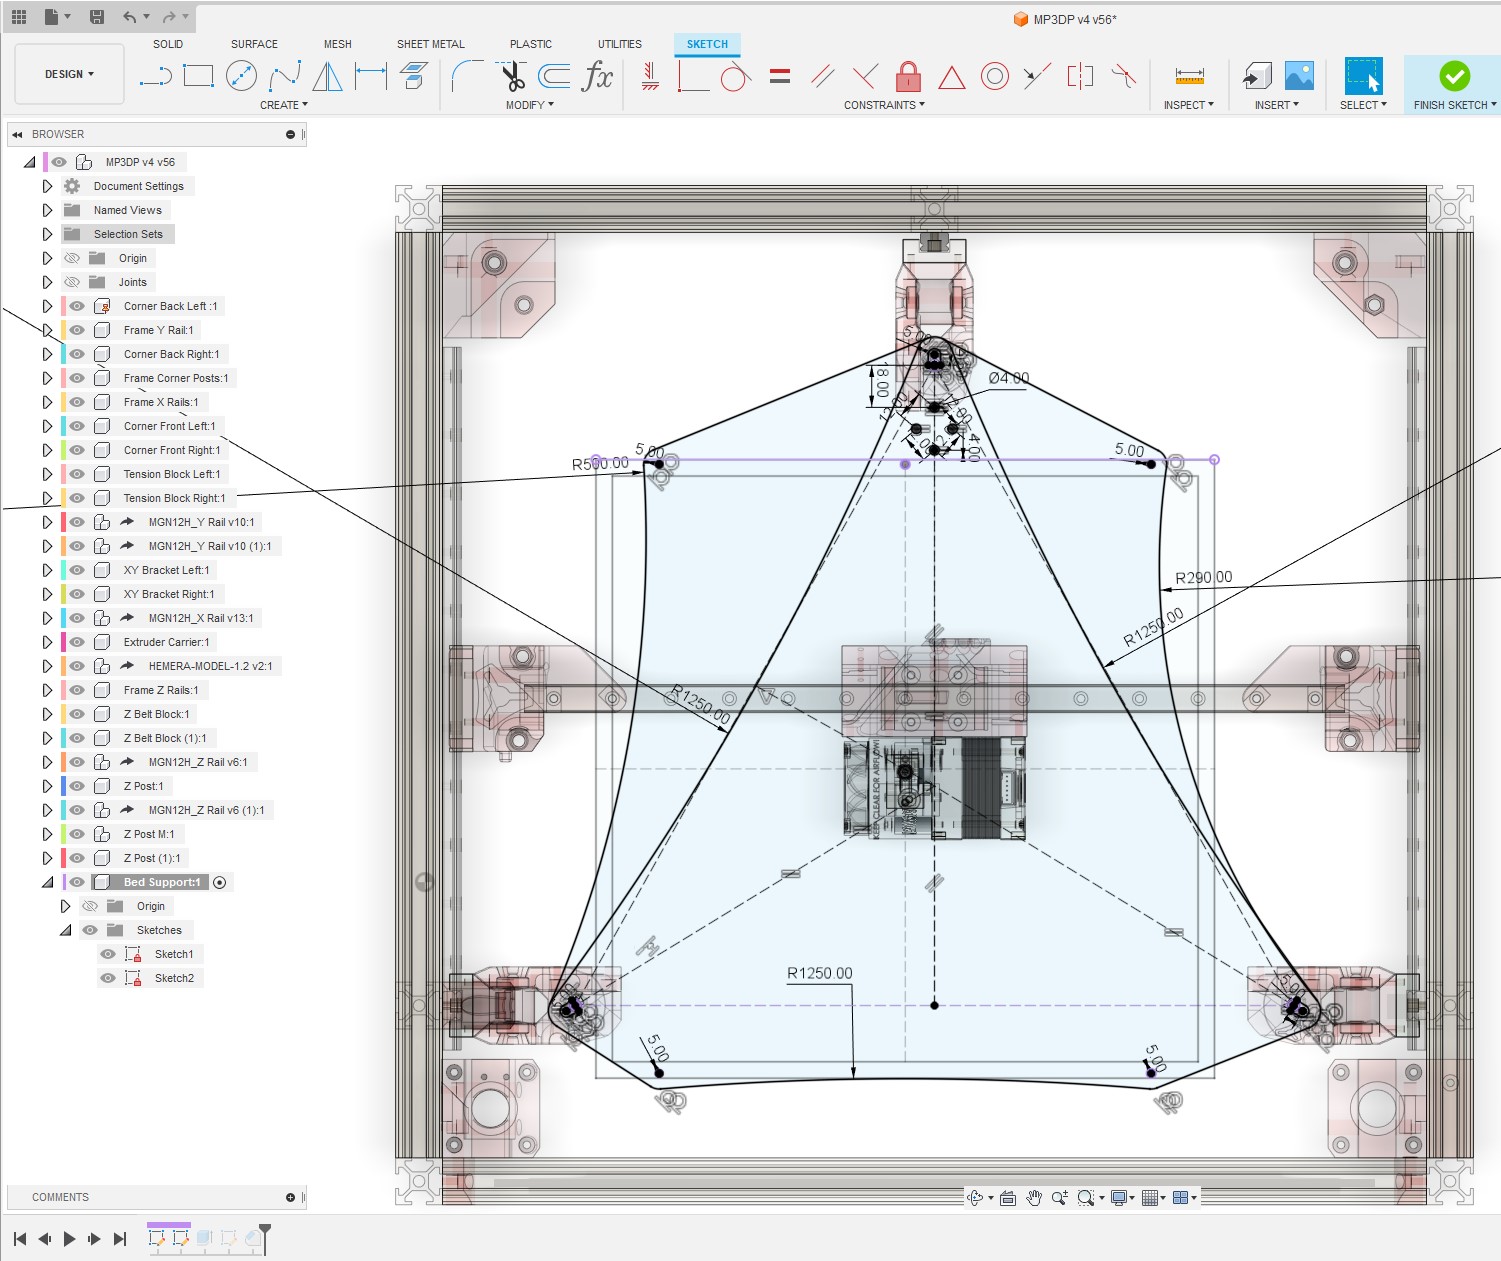 MP3DP v4 v56*
SOLID
SURFACE
MESH
SHEET METAL
PLASTIC
UTILITIES
SKETCH
DESIGN
fx
CREATE
MODIFY
CONSTRAINTS
INSPECT
INSERT
SELECT
FINISH SKETCH
BROWSER
MP3DP v4 v56
Document Settings
Named Views
Selection Sets
Origin
Joints
Corner Back Left :1
Frame Y Rail:1
Corner Back Right:1
Frame Corner Posts:1
Frame X Rails:1
Corner Front Left:1
Corner Front Right:1
Tension Block Left:1
Tension Block Right:1
MGN12H_Y Rail v10:1
MGN12H_Y Rail v10 (1):1
XY Bracket Left:1
XY Bracket Right:1
MGN12H_X Rail v13:1
Extruder Carrier:1
HEMERA-MODEL-1.2 v2:1
Frame Z Rails:1
Z Belt Block:1
Z Belt Block (1):1
MGN12H_Z Rail v6:1
Z Post:1
MGN12H_Z Rail v6 (1):1
Z Post M:1
Z Post (1):1
Bed Support:1
Origin
Sketches
Sketch1
Sketch2
5.00
18.00
Ø4.00
4.00
R500.00
5.00
5.00
R290.00
R1250.00
R1250.00
KEEP CLEAR FOR AIRFLOW!
R1250.00
5.00
5.00
5.00
COMMENTS